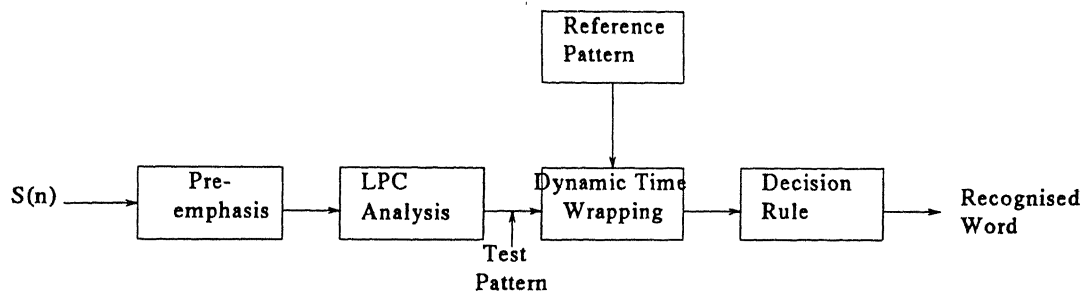 Reference
Pattern
S(n)
Pre-
emphasis
LPC
Analysis
Dynamic Time
Wrapping
Decision
Rule
Recognised
Word
Test
Pattern